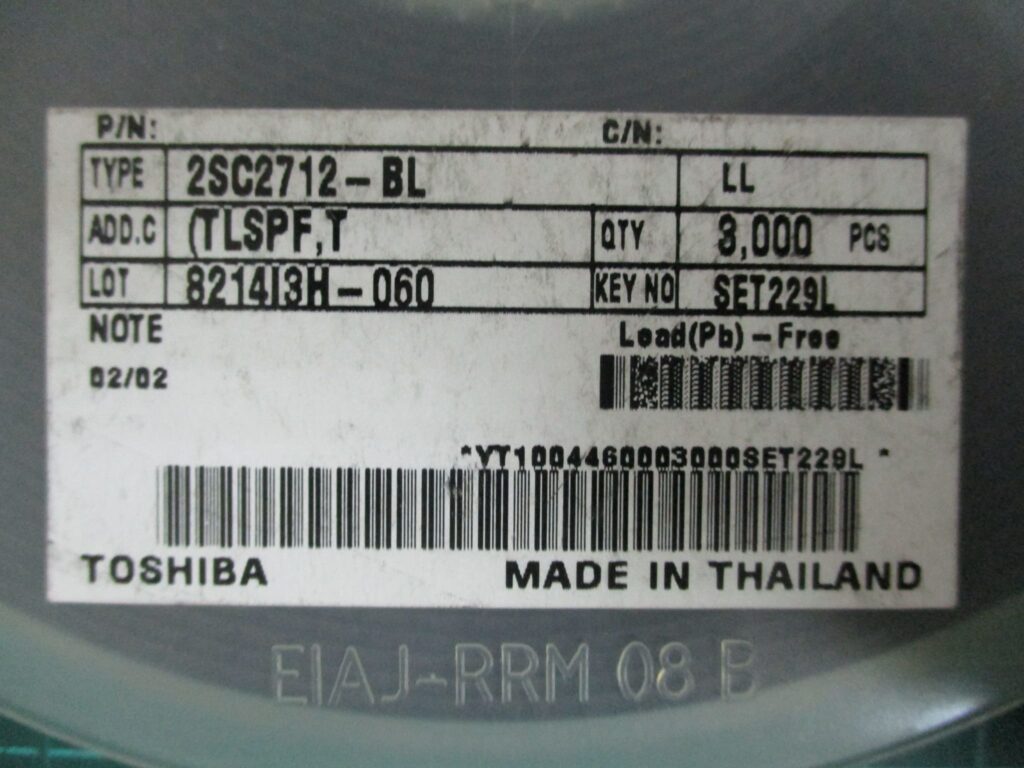 P/N: C/N:
TYPE 2SC2712-BL LL
ADD.C (TLSPF,T QTY 3,000 PCS
LOT 8214I3H-060 KEY NO SET229L
NOTE Lead(Pb)-Free
02/02
*YT1004460003000SET229L *
TOSHIBA MADE IN THAILAND
EIAJ-RRM 08 B